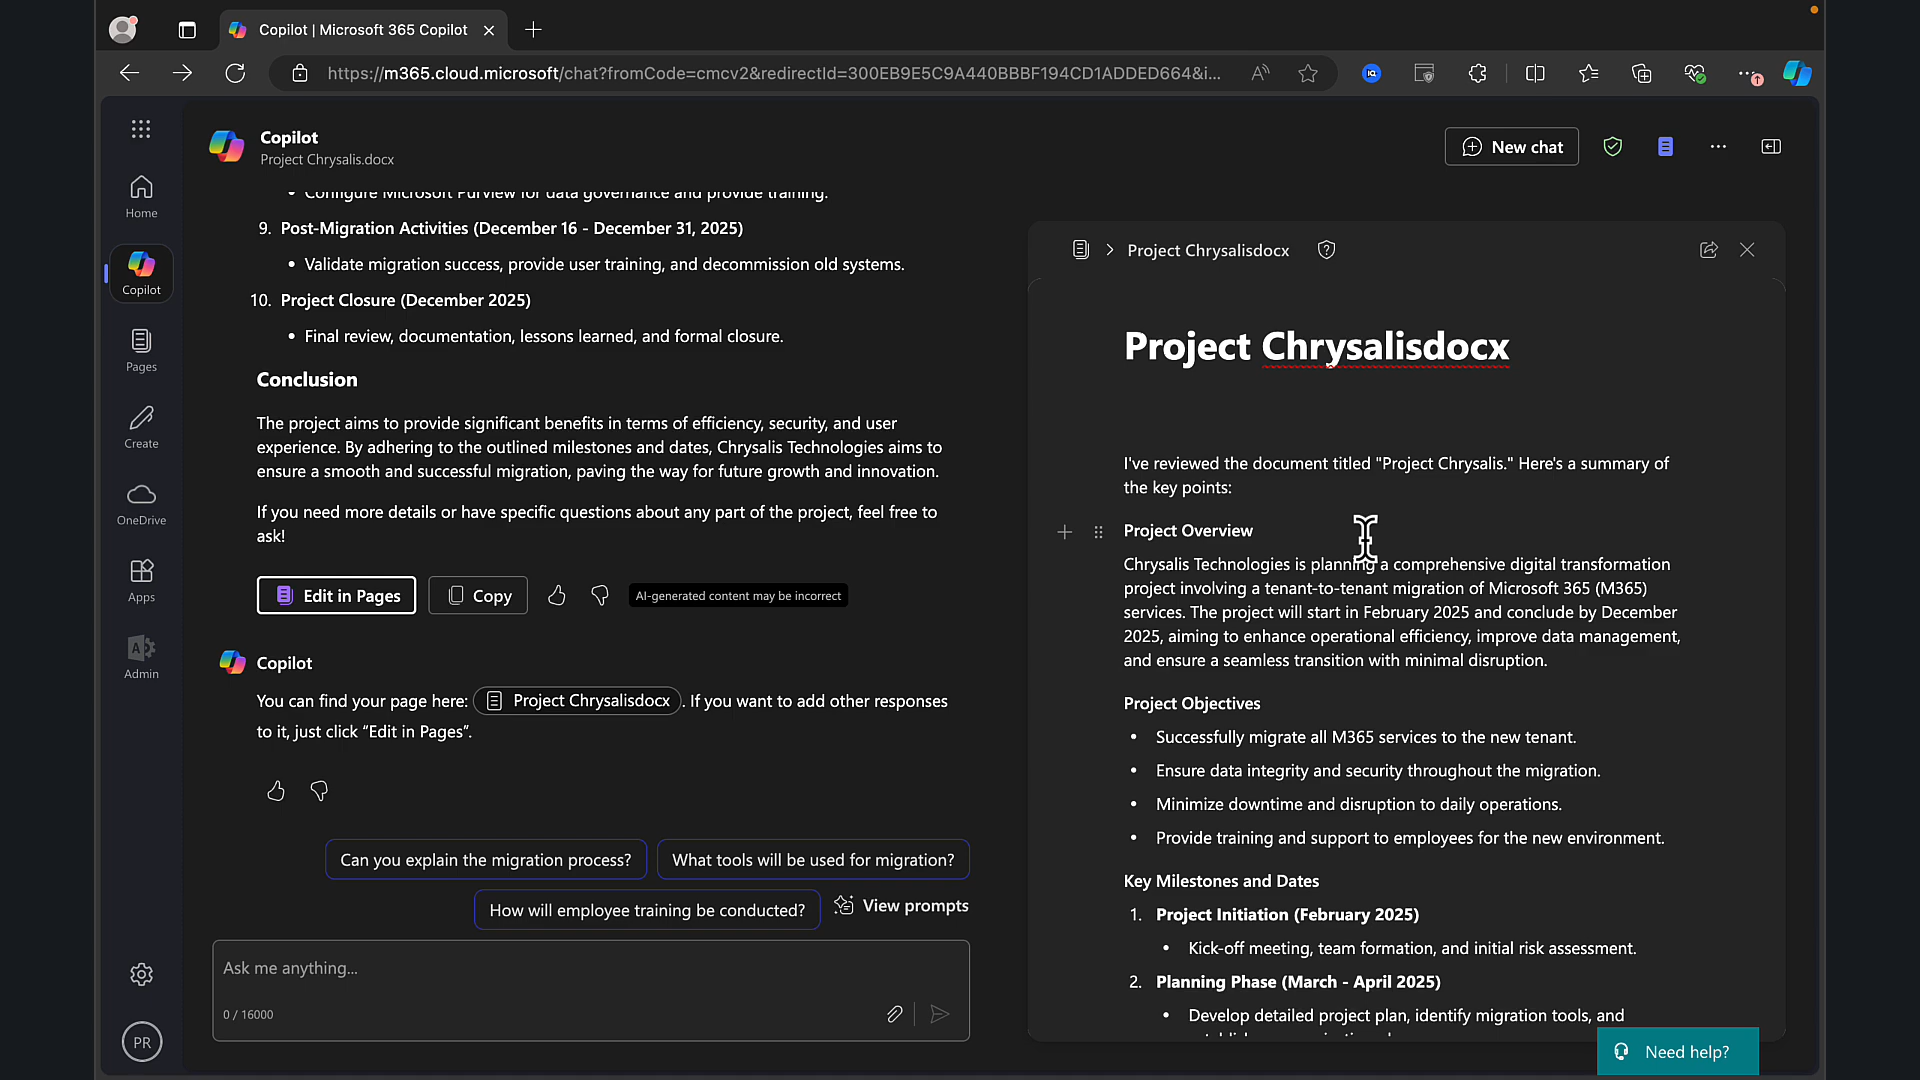 Copilot | Microsoft 365 Copilot
https://m365.cloud.microsoft/chat?fromCode=cmcv2&redirectId=300EB9E5C9A440BBBF194CD1ADDED664&i...
Copilot
Project Chrysalis.docx
New chat
Home
Copilot
Pages
Create
OneDrive
Apps
Admin
PR
• Configure Microsoft Purview for data governance and provide training.
9. Post-Migration Activities (December 16 - December 31, 2025)
• Validate migration success, provide user training, and decommission old systems.
10. Project Closure (December 2025)
• Final review, documentation, lessons learned, and formal closure.
Conclusion
The project aims to provide significant benefits in terms of efficiency, security, and user
experience. By adhering to the outlined milestones and dates, Chrysalis Technologies aims to
ensure a smooth and successful migration, paving the way for future growth and innovation.
If you need more details or have specific questions about any part of the project, feel free to
ask!
Edit in Pages
Copy
AI-generated content may be incorrect
Copilot
You can find your page here: Project Chrysalisdocx. If you want to add other responses
to it, just click “Edit in Pages”.
Can you explain the migration process?
What tools will be used for migration?
How will employee training be conducted?
View prompts
Ask me anything...
0 / 16000
Project Chrysalisdocx
Project Chrysalisdocx
I've reviewed the document titled "Project Chrysalis." Here's a summary of
the key points:
Project Overview
Chrysalis Technologies is planning a comprehensive digital transformation
project involving a tenant-to-tenant migration of Microsoft 365 (M365)
services. The project will start in February 2025 and conclude by December
2025, aiming to enhance operational efficiency, improve data management,
and ensure a seamless transition with minimal disruption.
Project Objectives
• Successfully migrate all M365 services to the new tenant.
• Ensure data integrity and security throughout the migration.
• Minimize downtime and disruption to daily operations.
• Provide training and support to employees for the new environment.
Key Milestones and Dates
1. Project Initiation (February 2025)
• Kick-off meeting, team formation, and initial risk assessment.
2. Planning Phase (March - April 2025)
• Develop detailed project plan, identify migration tools, and
Need help?